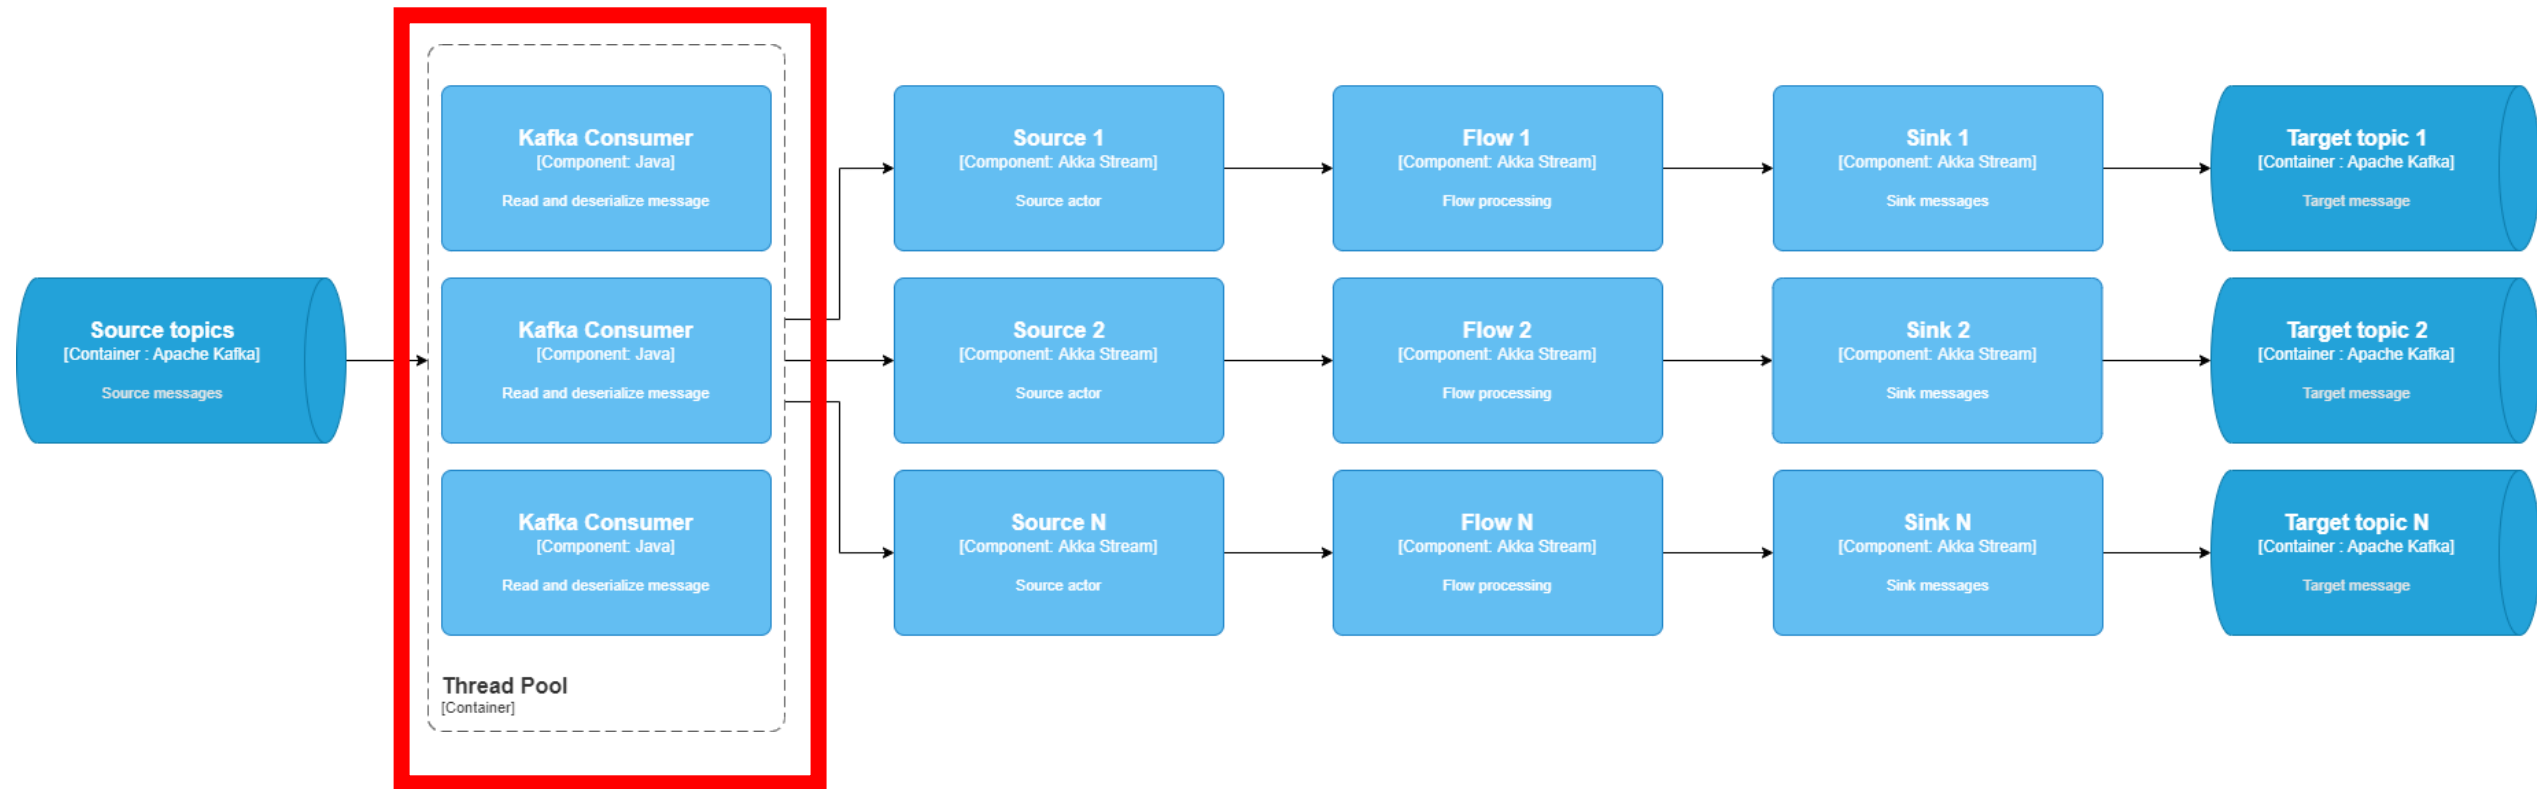 Source topics
[Container : Apache Kafka]
Source messages
Kafka Consumer
[Component: Java]
Read and deserialize message
Kafka Consumer
[Component: Java]
Read and deserialize message
Kafka Consumer
[Component: Java]
Read and deserialize message
Thread Pool
[Container]
Source 1
[Component: Akka Stream]
Source actor
Flow 1
[Component: Akka Stream]
Flow processing
Sink 1
[Component: Akka Stream]
Sink messages
Target topic 1
[Container : Apache Kafka]
Target message
Source 2
[Component: Akka Stream]
Source actor
Flow 2
[Component: Akka Stream]
Flow processing
Sink 2
[Component: Akka Stream]
Sink messages
Target topic 2
[Container : Apache Kafka]
Target message
Source N
[Component: Akka Stream]
Source actor
Flow N
[Component: Akka Stream]
Flow processing
Sink N
[Component: Akka Stream]
Sink messages
Target topic N
[Container : Apache Kafka]
Target message